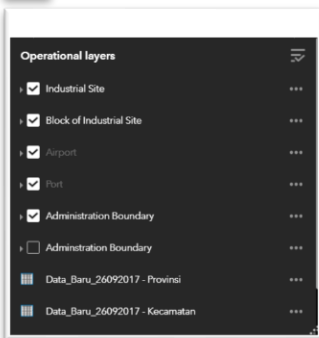 Operational layers
Industrial Site
Block of Industrial Site
Airport
Port
Administration Boundary
Adminstration Boundary
Data_Baru_26092017 - Provinsi
Data_Baru_26092017 - Kecamatan